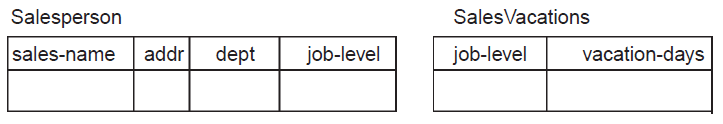 Salesperson SalesVacations
sales-name addr dept job-level job-level vacation-days